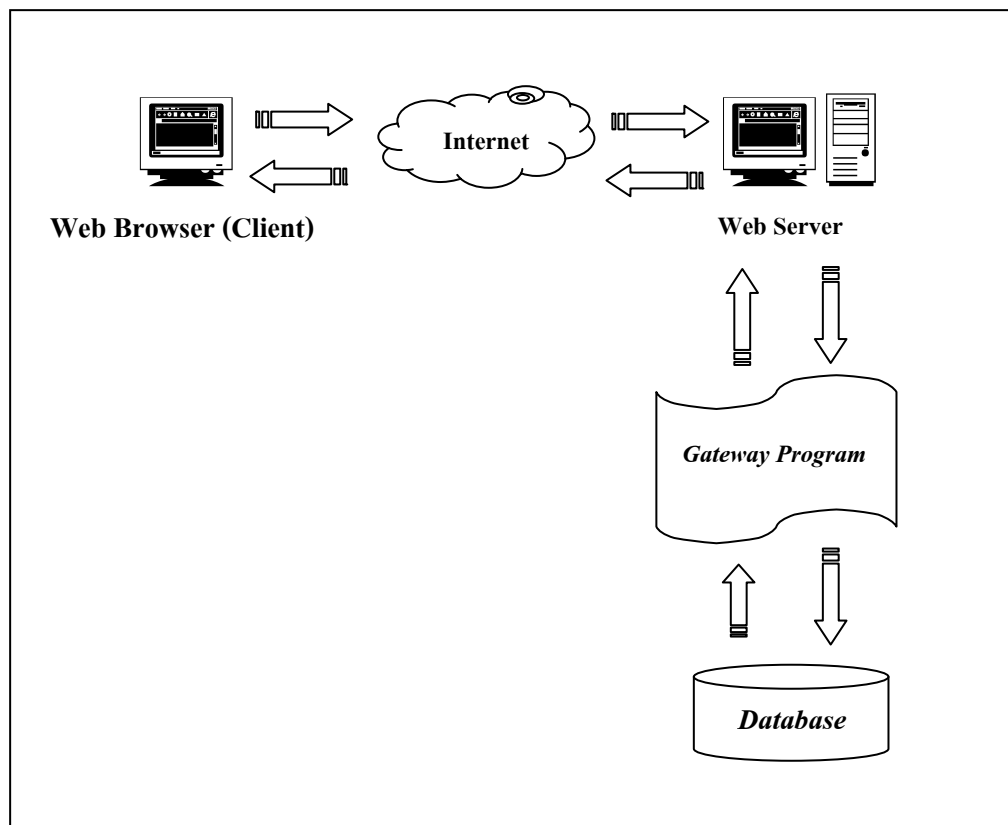 Internet
Web Browser (Client)
Web Server
Gateway Program
Database